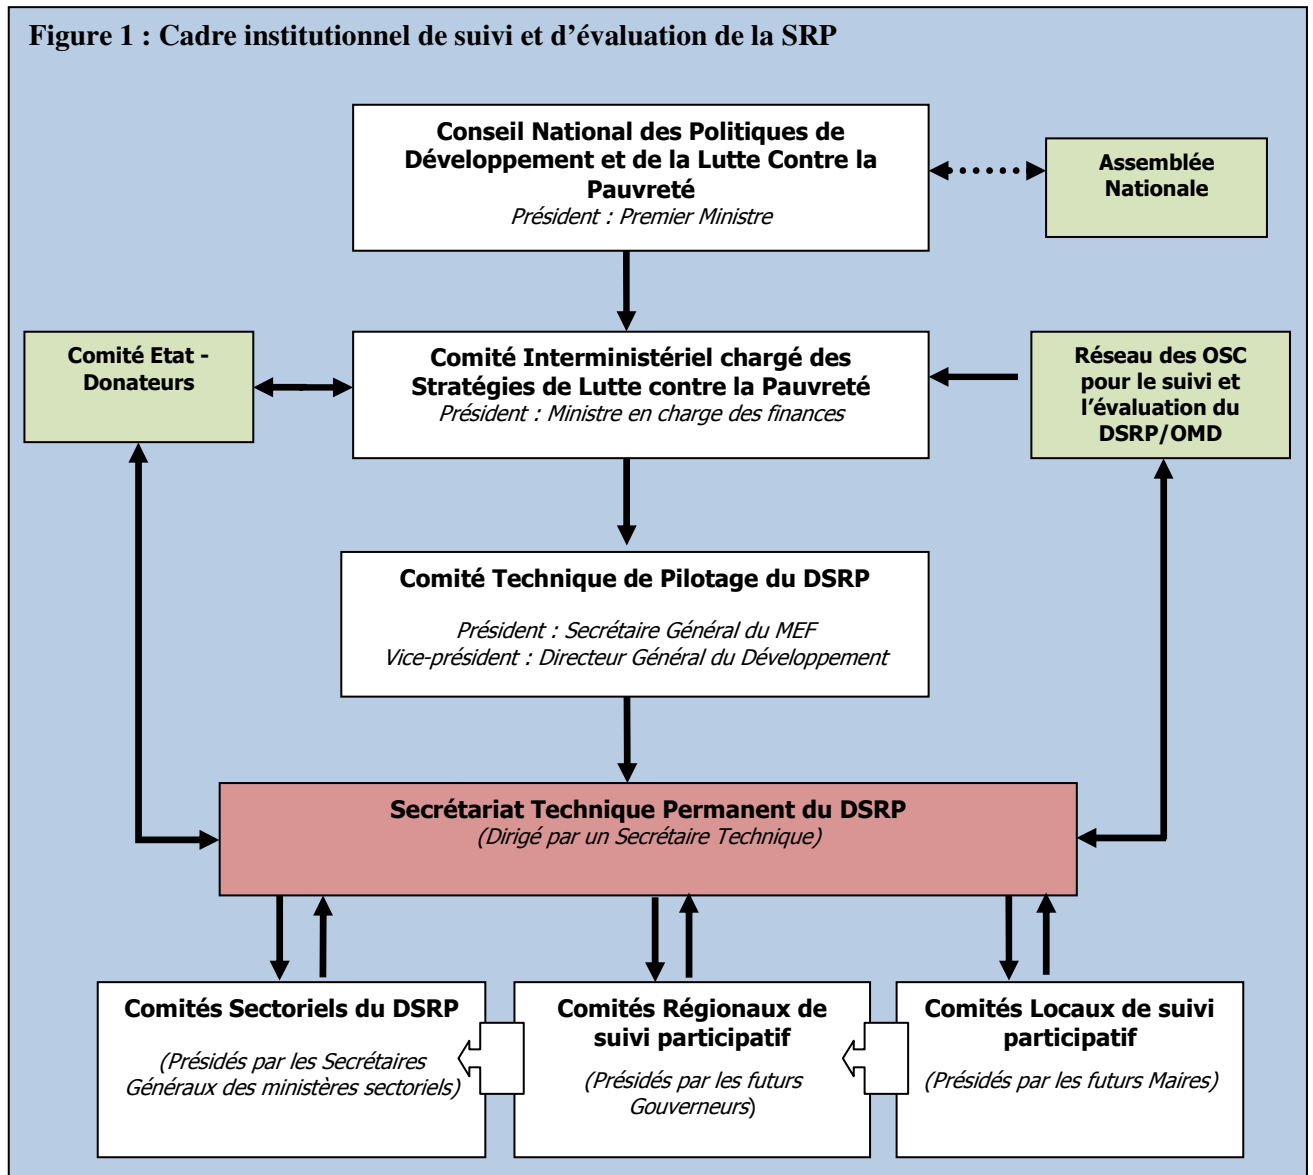 Figure 1 : Cadre institutionnel de suivi et d’évaluation de la SRP
Conseil National des Politiques de
Développement et de la Lutte Contre la
Pauvreté
Président : Premier Ministre
Assemblée
Nationale
Comité Etat -
Donateurs
Comité Interministériel chargé des
Stratégies de Lutte contre la Pauvreté
Président : Ministre en charge des finances
Réseau des OSC
pour le suivi et
l’évaluation du
DSRP/OMD
Comité Technique de Pilotage du DSRP
Président : Secrétaire Général du MEF
Vice-président : Directeur Général du Développement
Secrétariat Technique Permanent du DSRP
(Dirigé par un Secrétaire Technique)
Comités Sectoriels du DSRP
(Présidés par les Secrétaires
Généraux des ministères sectoriels)
Comités Régionaux de
suivi participatif
(Présidés par les futurs
Gouverneurs)
Comités Locaux de suivi
participatif
(Présidés par les futurs Maires)